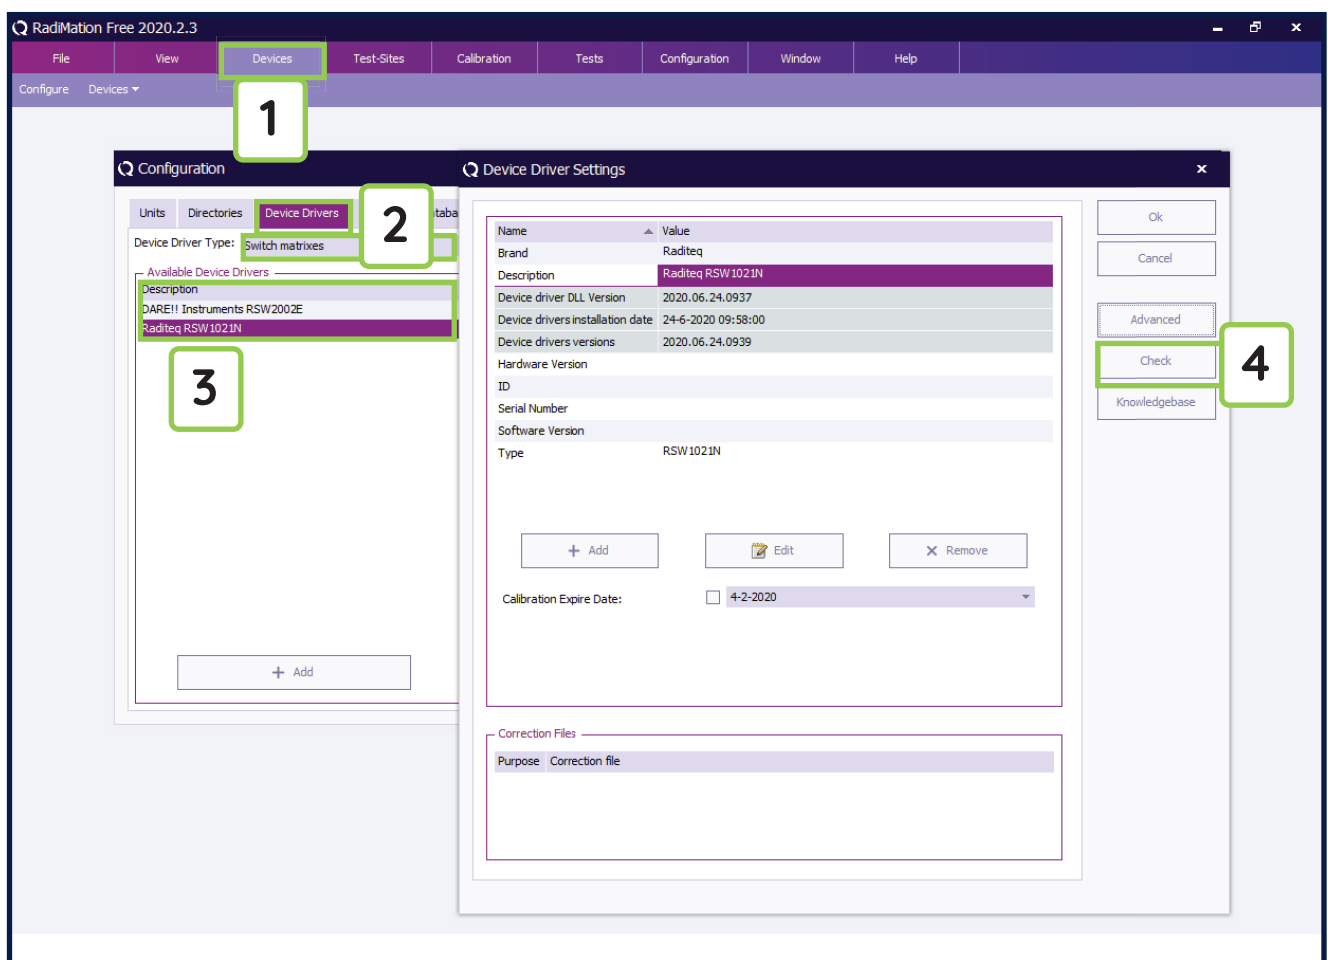 RadiMation Free 2020.2.3
File View Devices Test-Sites Calibration Tests Configuration Window Help
Configure Devices
1
Configuration
Units Directories Device Drivers
2
Device Driver Type: Switch matrixes
Available Device Drivers
Description
DARE!! Instruments RSW2002E
Raditeq RSW1021N
3
+ Add
Device Driver Settings
Name Value
Brand Raditeq
Description Raditeq RSW1021N
Device driver DLL Version 2020.06.24.0937
Device drivers installation date 24-6-2020 09:58:00
Device drivers versions 2020.06.24.0939
Hardware Version
ID
Serial Number
Software Version
Type RSW1021N
+ Add Edit Remove
Calibration Expire Date: 4-2-2020
Correction Files
Purpose Correction file
Ok
Cancel
Advanced
Check
4
Knowledgebase